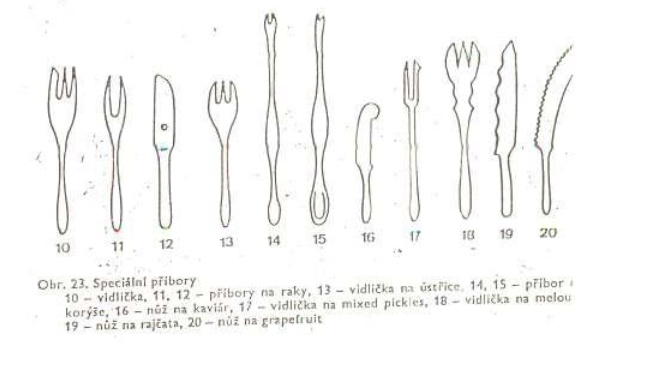 10 11 12 13 14 15 16 17 18 19 20
Obr. 23. Speciální příbory
10 – vidlička, 11, 12 – příbory na raky, 13 – vidlička na ústřice, 14, 15 – příbor
korýše, 16 – nůž na kaviár, 17 – vidlička na mixed pickles, 18 – vidlička na melou
19 – nůž na rajčata, 20 – nůž na grapefruit